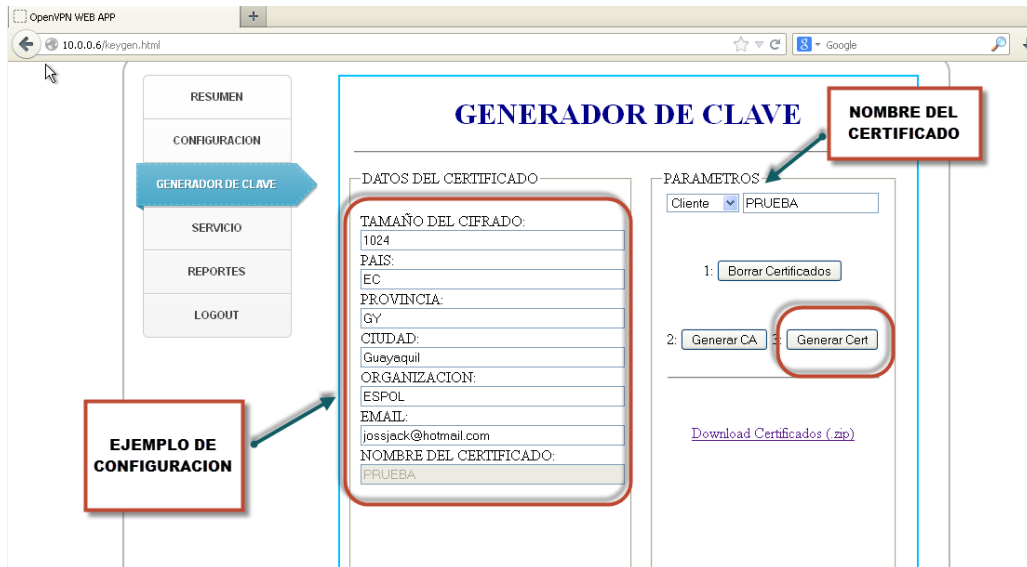 OpenVPN WEB APP
+
10.0.0.6/keygen.html
8 Google
RESUMEN
CONFIGURACION
GENERADOR DE CLAVE
SERVICIO
REPORTES
LOGOUT
GENERADOR DE CLAVE
NOMBRE DEL
CERTIFICADO
DATOS DEL CERTIFICADO
TAMAÑO DEL CIFRADO:
1024
PAIS:
EC
PROVINCIA:
GY
CIUDAD:
Guayaquil
ORGANIZACION:
ESPOL
EMAIL:
jossjack@hotmail.com
NOMBRE DEL CERTIFICADO:
PRUEBA
PARAMETROS
Cliente PRUEBA
1: Borrar Certificados
2: Generar CA 3: Generar Cert
Download Certificados (.zip)
EJEMPLO DE
CONFIGURACION